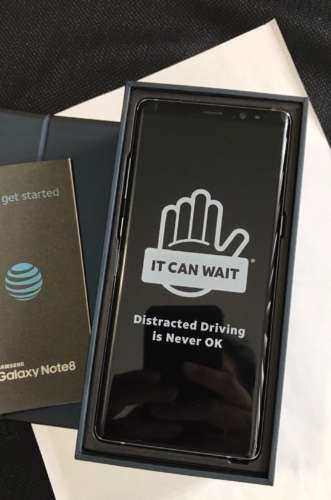 get started
SAMSUNG
Galaxy Note8
IT CAN WAIT®
Distracted Driving
is Never OK